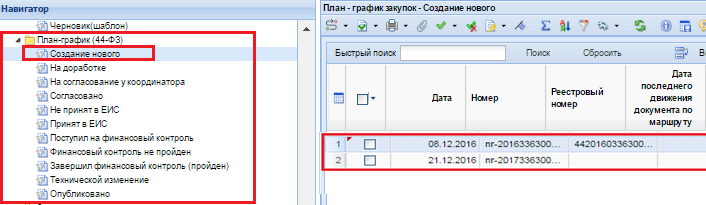 Навигатор
Черновик(шаблон)
План-график (44-ФЗ)
Создание нового
На доработке
На согласование у координатора
Согласовано
Не принят в ЕИС
Принят в ЕИС
Поступил на финансовый контроль
Финансовый контроль не пройден
Завершил финансовый контроль (пройден)
Технической изменение
Опубликовано
План - график закупок - Создание нового
Быстрый поиск Поиск Сбросить
Дата Номер Реестровый номер Дата последнего движения документа по маршруту
1 08.12.2016 nr-2016336300... 4420160336300...
2 21.12.2016 nr-2017336300...